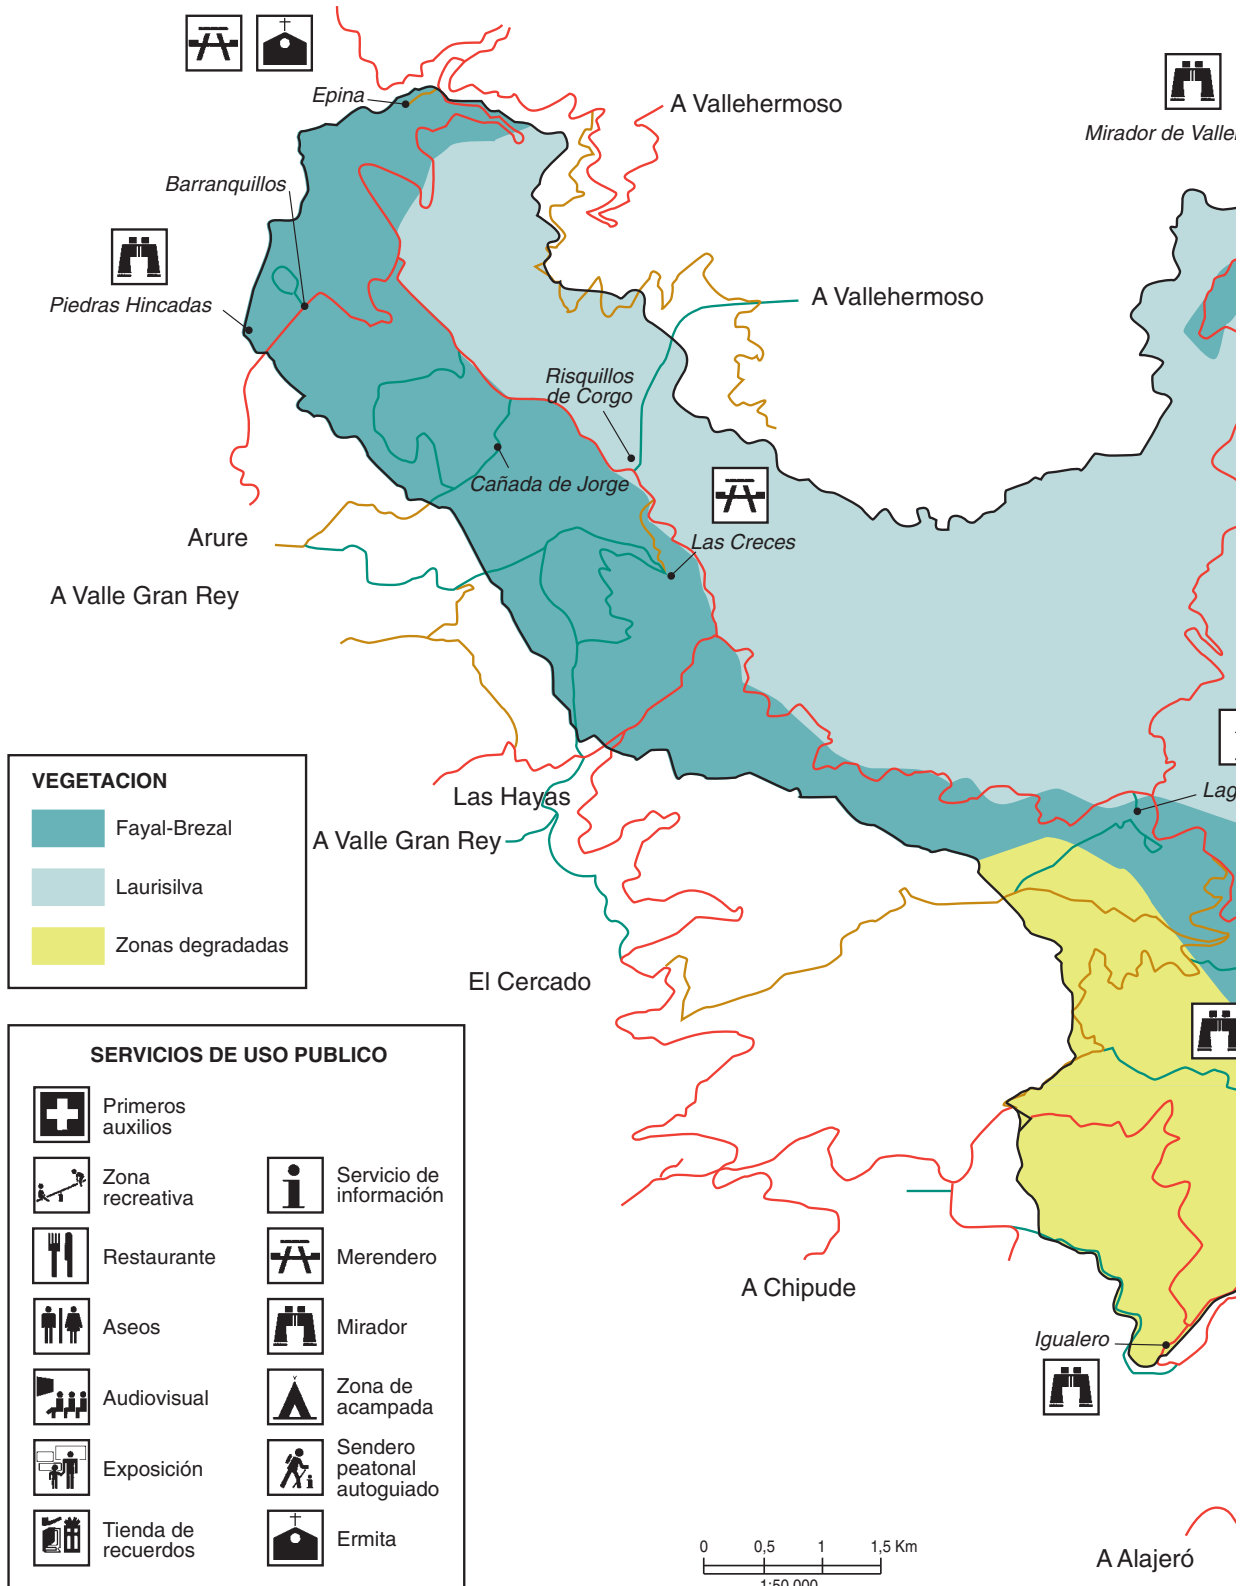 Epina
A Vallehermoso
Mirador de
Barranquillos
Piedras Hincadas
A Vallehermoso
Risquillos
de Corgo
Cañada de Jorge
Las Creces
Arure
A Valle Gran Rey
VEGETACION
Fayal-Brezal
Laurisilva
Zonas degradadas
Las Hayas
A Valle Gran Rey
El Cercado
SERVICIOS DE USO PUBLICO
Primeros
auxilios
Zona
recreativa
Servicio de
información
Restaurante
Merendero
Aseos
Mirador
Audiovisual
Zona de
acampada
Exposición
Sendero
peatonal
autoguiado
Tienda de
recuerdos
Ermita
A Chipude
Igualero
0 0,5 1 1,5 Km
1:50.000
A Alajeró